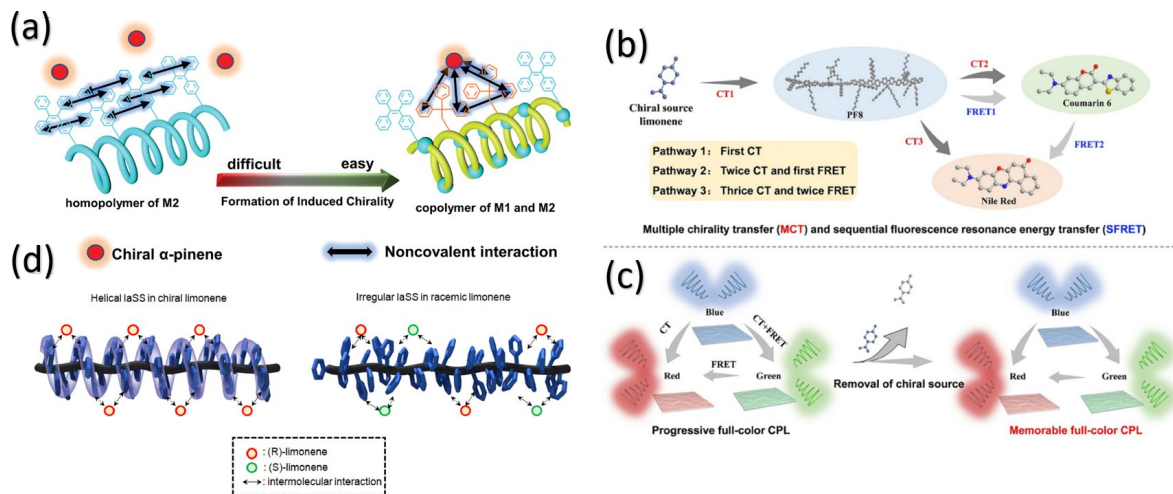 (a)
difficult
easy
Formation of Induced Chirality
homopolymer of M2
copolymer of M1 and M2
Chiral α-pinene
Noncovalent interaction
(b)
Chiral source
limonene
CT1
PF8
CT2
FRET1
Coumarin 6
CT3
FRET2
Nile Red
Pathway 1: First CT
Pathway 2: Twice CT and first FRET
Pathway 3: Thrice CT and twice FRET
Multiple chirality transfer (MCT) and sequential fluorescence resonance energy transfer (SFRET)
(d)
Helical laSS in chiral limonene
Irregular laSS in racemic limonene
: (R)-limonene
: (S)-limonene
: intermolecular interaction
(c)
Blue
CT
CT+FRET
FRET
Red
Green
Progressive full-color CPL
Removal of chiral source
Blue
Red
Green
Memorable full-color CPL